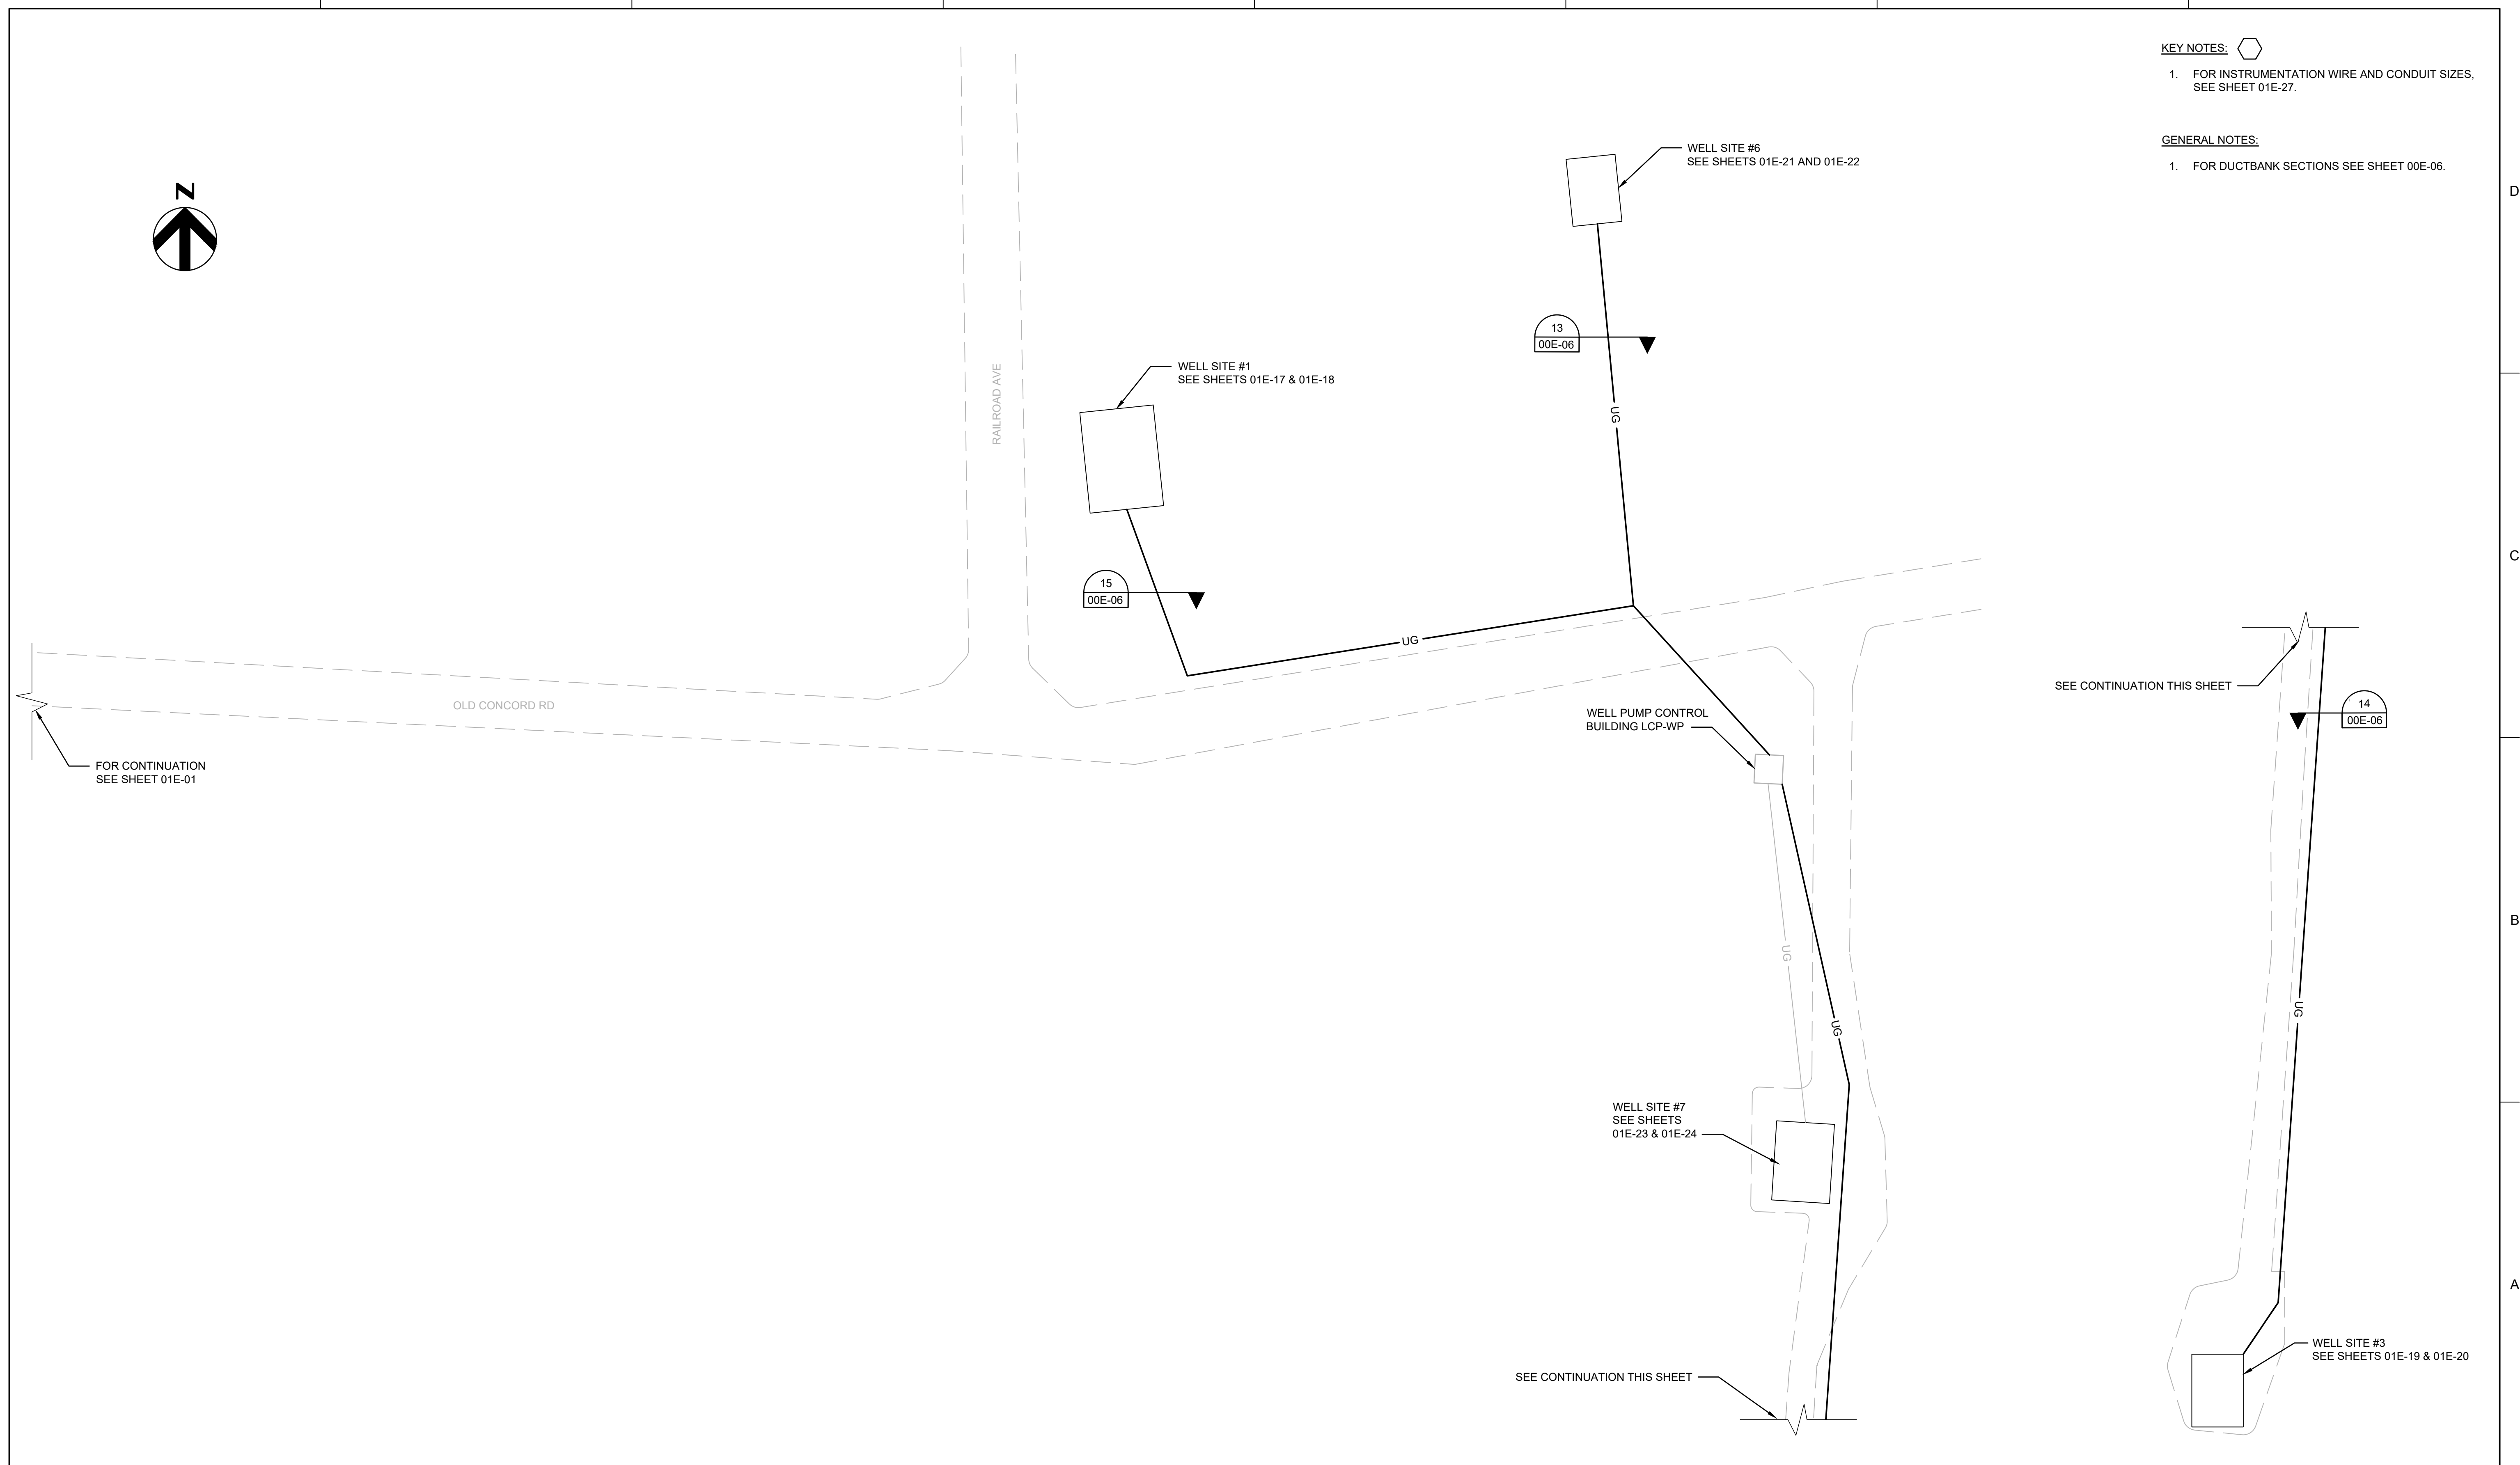 KEY NOTES:
1. FOR INSTRUMENTATION WIRE AND CONDUIT SIZES,
SEE SHEET 01E-27.
GENERAL NOTES:
1. FOR DUCTBANK SECTIONS SEE SHEET 00E-06.
N
WELL SITE #6
SEE SHEETS 01E-21 AND 01E-22
D
13
00E-06
WELL SITE #1
SEE SHEETS 01E-17 & 01E-18
RAILROAD AVE
UG
C
15
00E-06
UG
SEE CONTINUATION THIS SHEET
14
00E-06
OLD CONCORD RD
WELL PUMP CONTROL
BUILDING LCP-WP
FOR CONTINUATION
SEE SHEET 01E-01
B
UG
UG
UG
WELL SITE #7
SEE SHEETS
01E-23 & 01E-24
A
WELL SITE #3
SEE SHEETS 01E-19 & 01E-20
SEE CONTINUATION THIS SHEET